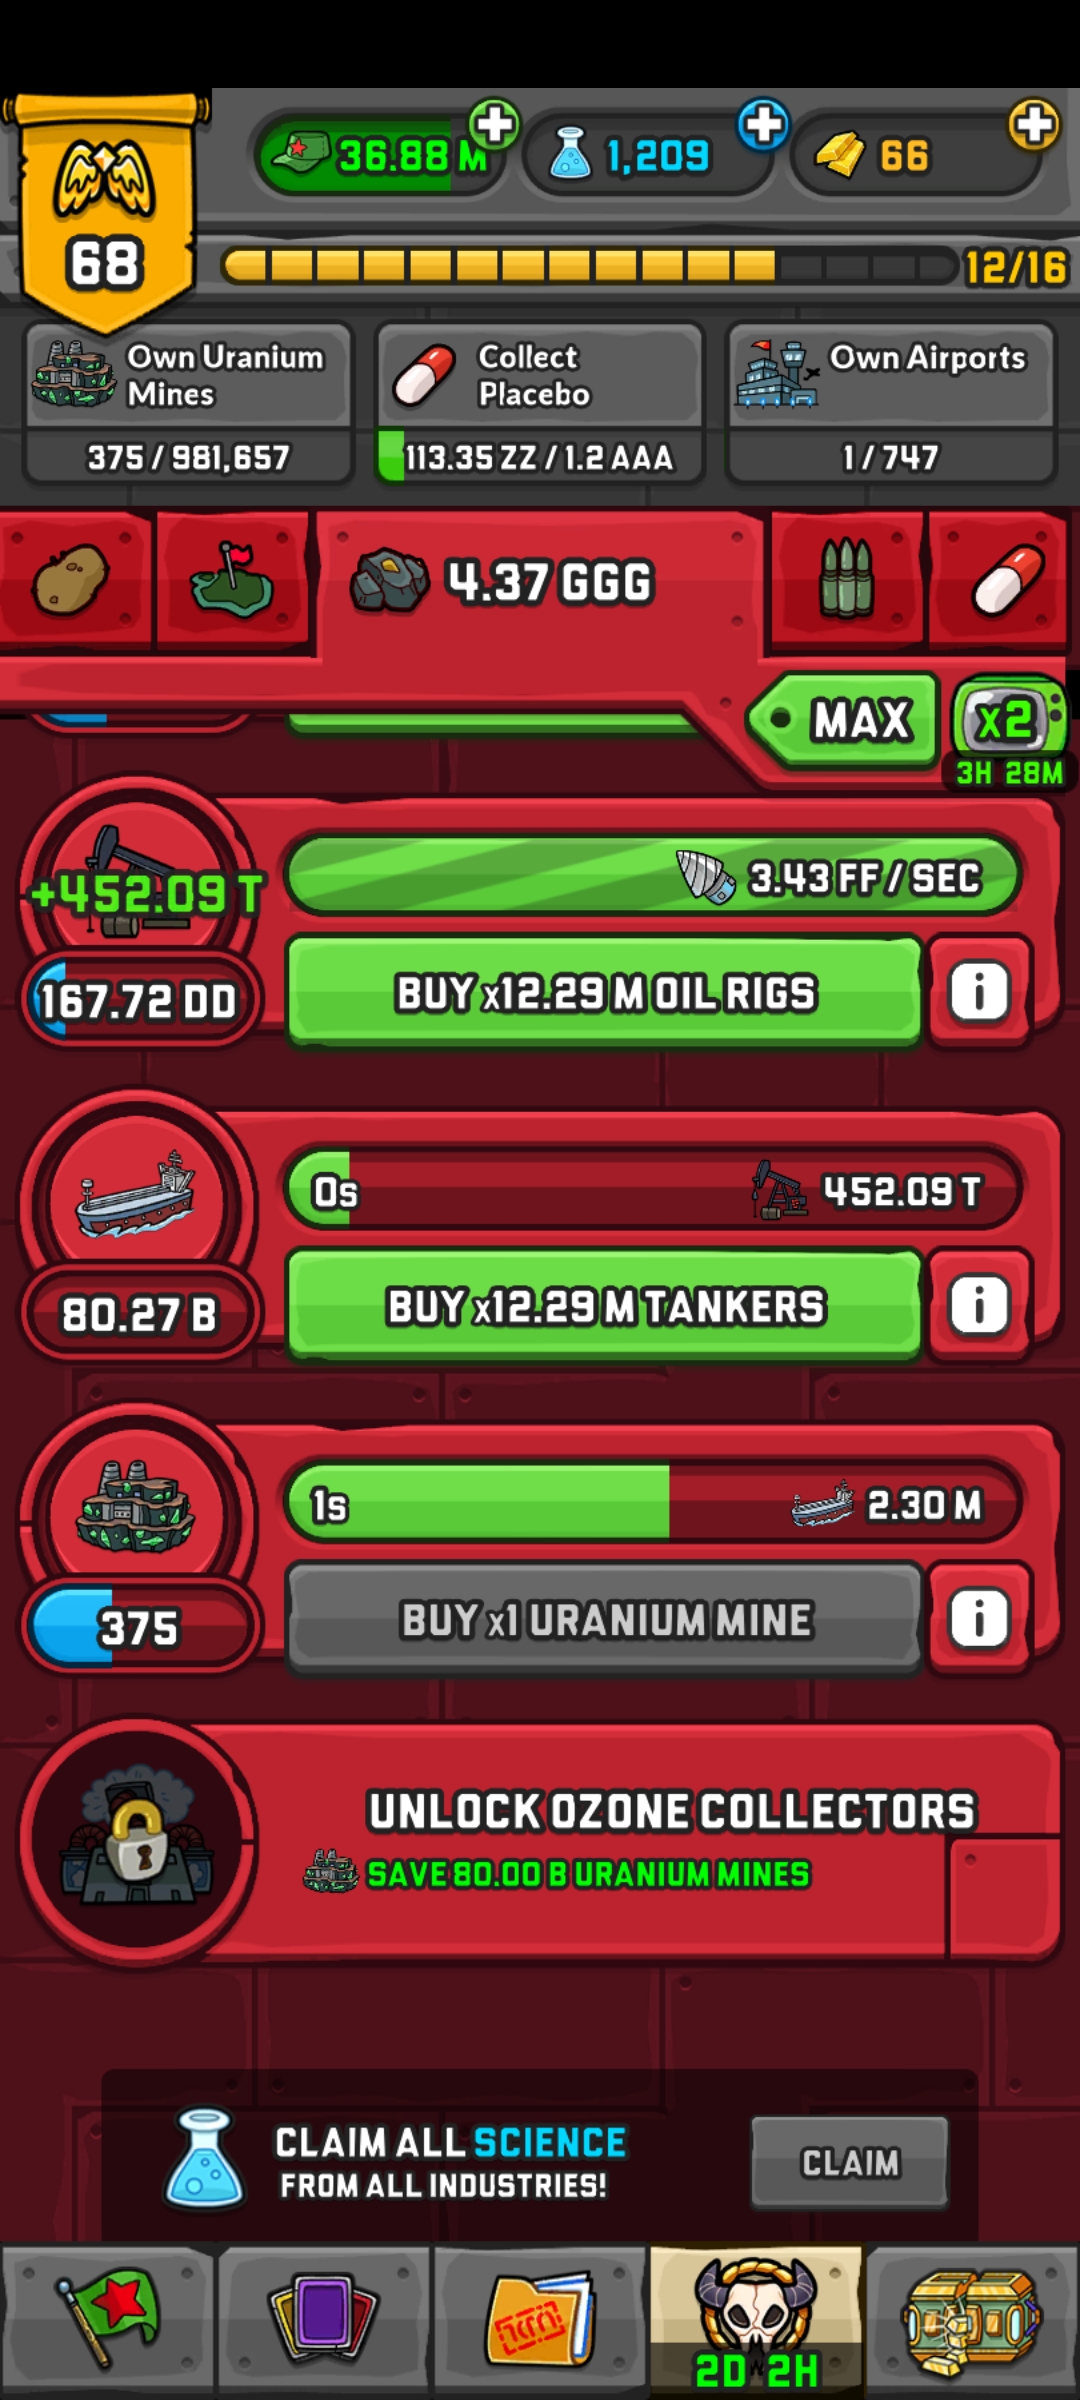 36.88 M
1,209
66
68
12/16
Own Uranium
Mines
375 / 981,657
Collect
Placebo
113.35 ZZ / 1.2 AAA
Own Airports
1 / 747
4.37 GGG
MAX
x2
3H 28M
+452.09 T
3.43 FF / SEC
167.72 DD
BUY x12.29 M OIL RIGS
i
0s
452.09 T
80.27 B
BUY x12.29 M TANKERS
i
1s
2.30 M
375
BUY x1 URANIUM MINE
i
UNLOCK OZONE COLLECTORS
SAVE 80.00 B URANIUM MINES
CLAIM ALL SCIENCE
FROM ALL INDUSTRIES!
CLAIM
2D 2H